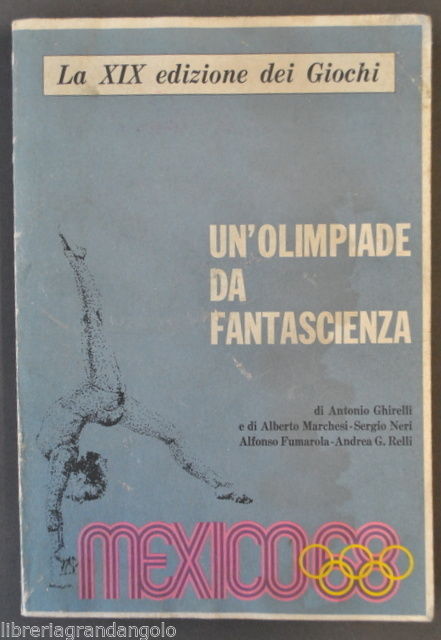 La XIX edizione dei Giochi
UN'OLIMPIADE
DA
FANTASCIENZA
di Antonio Ghirelli
e di Alberto Marchesi-Sergio Neri
Alfonso Fumarola-Andrea G. Relli
MEXICO68
libreriagrandangolo